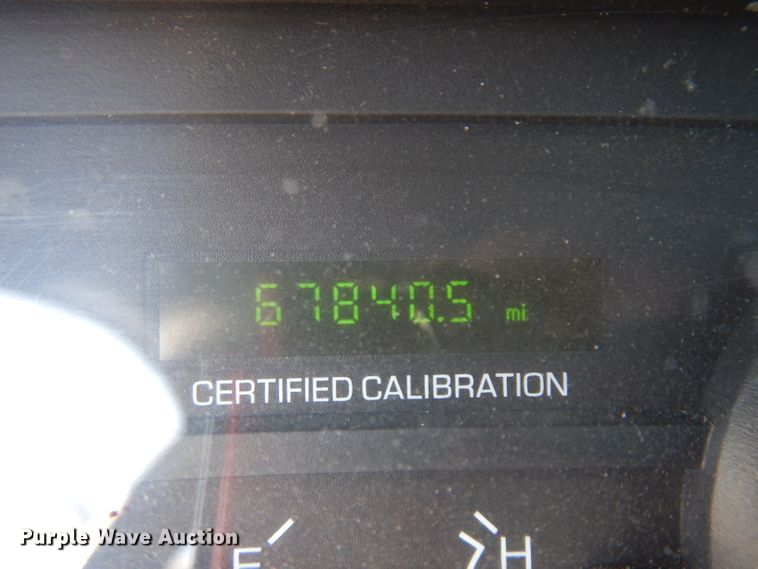 67840.5 mi
CERTIFIED CALIBRATION
F H
Purple Wave Auction